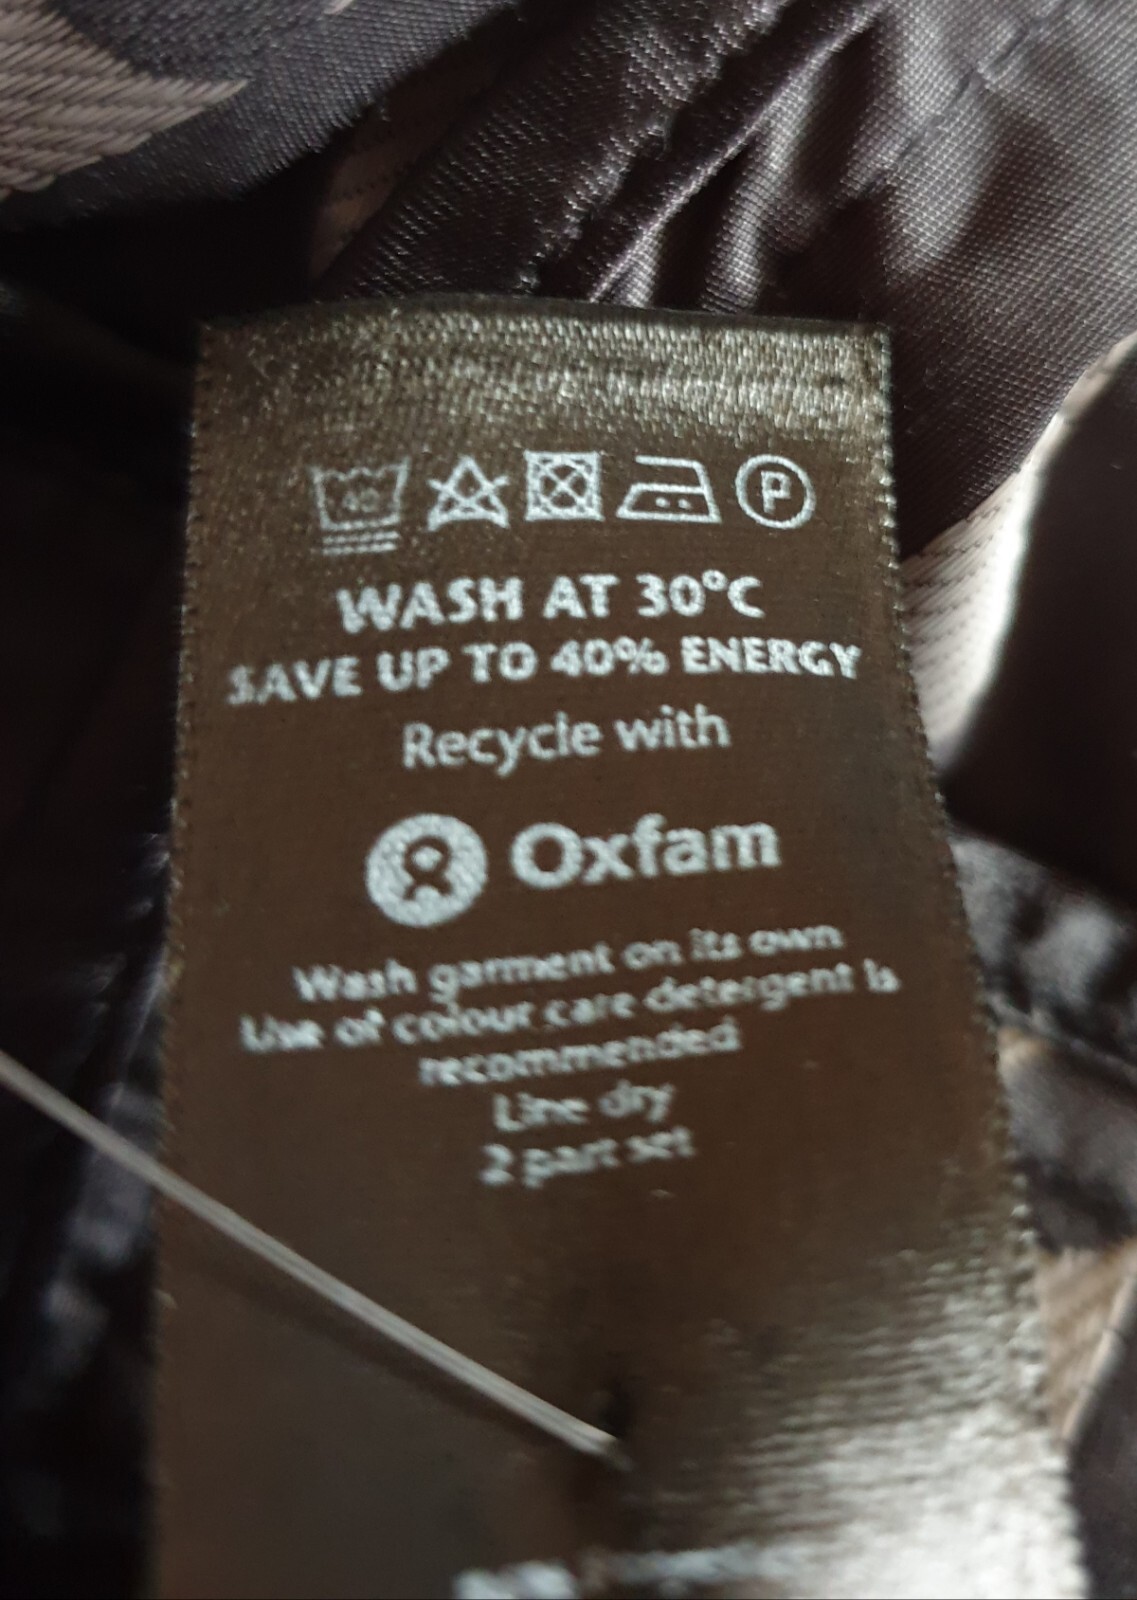 40
P
WASH AT 30°C
SAVE UP TO 40% ENERGY
Recycle with
Oxfam
Wash garment on its own
Use of colour care detergent is
recommended
Line dry
2 part set